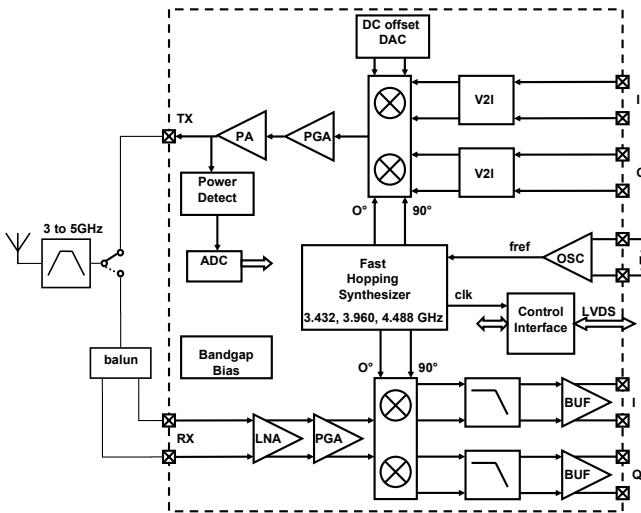 DC offset
DAC
TX
PA
PGA
V2I
I
V2I
Power
Detect
O°
90°
3 to 5GHz
ADC
Fast
Hopping
Synthesizer
3.432, 3.960, 4.488 GHz
fref
OSC
clk
Control
Interface
LVDS
balun
Bandgap
Bias
O°
90°
RX
LNA
PGA
BUF
I
BUF
Q